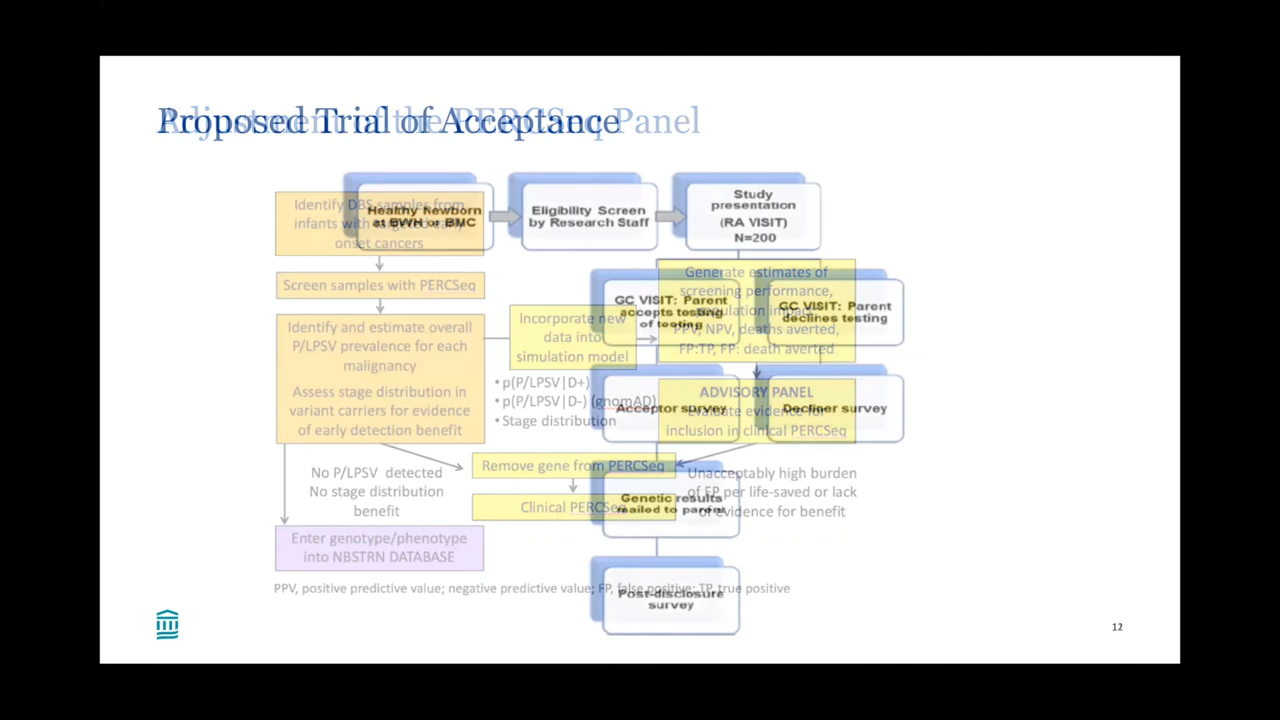 Proposed Trial of Acceptance
Adjustment of the PERCSeq Panel
Healthy Newborn
at BWH or BMC
Eligibility Screen
by Research Staff
Study
presentation
(RA VISIT)
N=200
GC VISIT: Parent
accepts testing
of testing
GC VISIT: Parent
declines testing
Acceptor survey
Decliner survey
Genetic results
mailed to parent
Post-disclosure
survey
Identify DBS samples from
infants with targeted early
onset cancers
Screen samples with PERCSeq
Identify and estimate overall
P/LPSV prevalence for each
malignancy
Assess stage distribution in
variant carriers for evidence
of early detection benefit
No P/LPSV detected
No stage distribution
benefit
Enter genotype/phenotype
into NBSTRN DATABASE
Incorporate new
data into
simulation model
• p(P/LPSV|D+)
• p(P/LPSV|D-) (gnomAD)
• Stage distribution
Remove gene from PERCSeq
Clinical PERCSeq
Generate estimates of
screening performance,
population impact:
PPV, NPV, deaths averted,
FP:TP, FP: death averted
ADVISORY PANEL
Evaluate evidence for
inclusion in clinical PERCSeq
Unacceptably high burden
of FP per life-saved or lack
of evidence for benefit
PPV, positive predictive value; negative predictive value; FP, false positive; TP, true positive
12